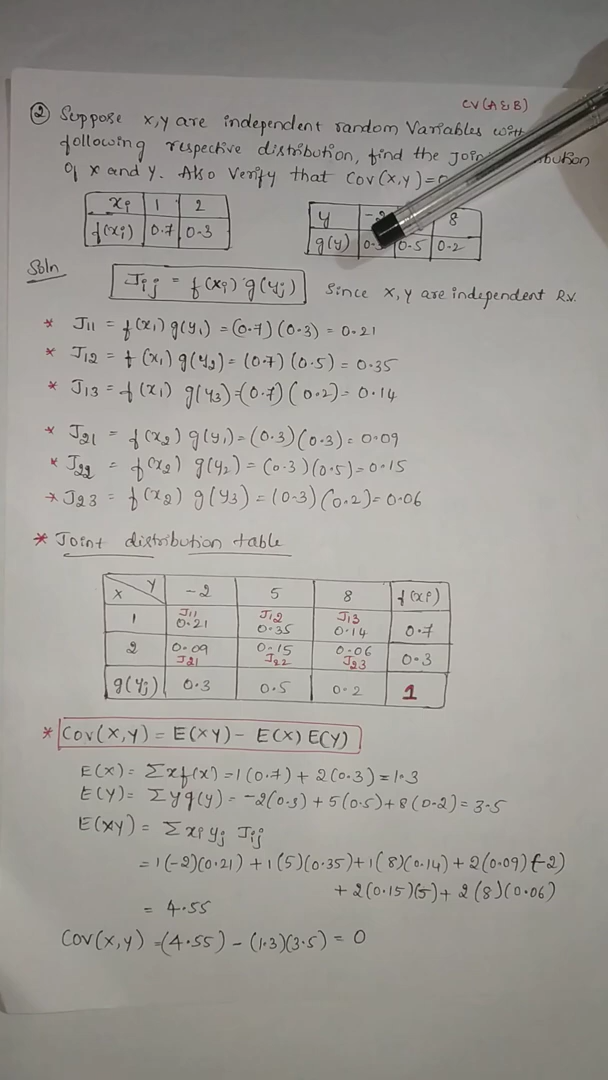 CV(A&B)
② Suppose x,y are independent random Variables with
following respective distribution, find the Joint
of x and y. Also Verify that Cov(x,y)=
xi 1 2
f(xi) 0.7 0.3
y 8
g(y) 0.5 0.2
Soln
Jij = f(xi) g(yj) Since x,y are independent R.V.
* J11 = f(x1) g(y1) = (0.7)(0.3) = 0.21
* J12 = f(x1) g(y2) = (0.7)(0.5) = 0.35
* J13 = f(x1) g(y3) = (0.7)(0.2) = 0.14
* J21 = f(x2) g(y1) = (0.3)(0.3) = 0.09
* J22 = f(x2) g(y2) = (0.3)(0.5) = 0.15
→ J23 = f(x2) g(y3) = (0.3)(0.2) = 0.06
* Joint distribution table
X Y -2 5 8 f(xi)
J11 J12 J13
1 0.21 0.35 0.14 0.7
2 0.09 0.15 0.06 0.3
J21 J22 J23
g(yj) 0.3 0.5 0.2 1
* Cov(X,Y) = E(XY) - E(X) E(Y)
E(X) = Σxf(x) = 1(0.7) + 2(0.3) = 1.3
E(Y) = Σyg(y) = -2(0.3) + 5(0.5) + 8(0.2) = 3.5
E(XY) = Σxi yj Jij
= 1(-2)(0.21) + 1(5)(0.35) + 1(8)(0.14) + 2(0.09)(-2)
+ 2(0.15)(5) + 2(8)(0.06)
= 4.55
Cov(X,Y) = (4.55) - (1.3)(3.5) = 0